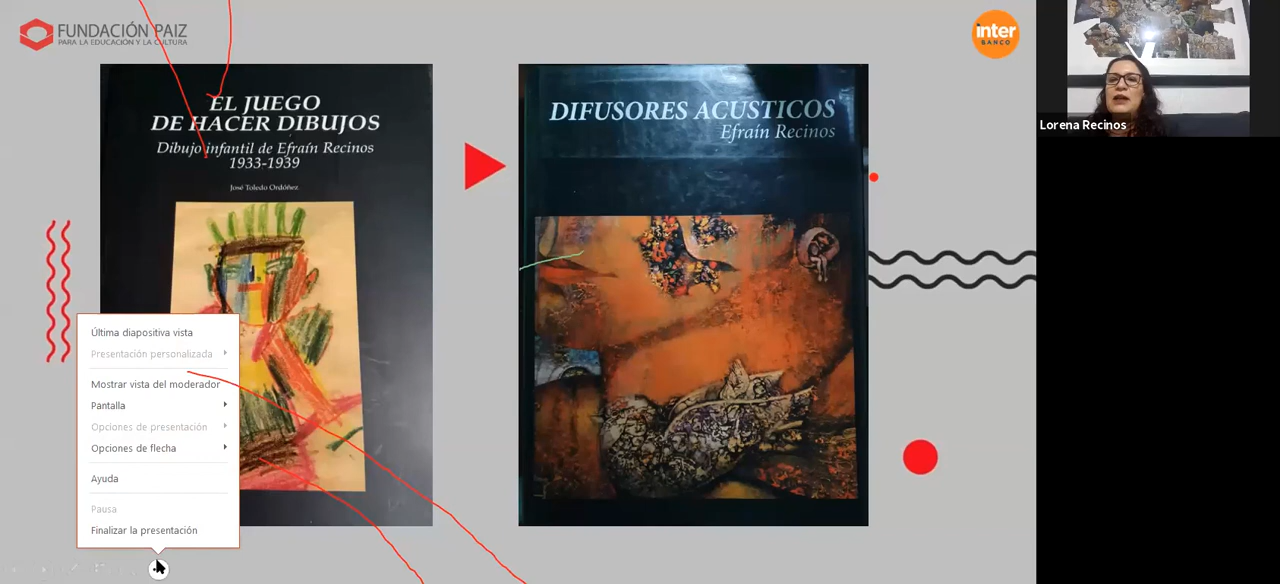 FUNDACIÓN PAIZ
PARA LA EDUCACIÓN Y LA CULTURA
inter
BANCO
EL JUEGO
DE HACER DIBUJOS
Dibujo infantil de Efraín Recinos
1933-1939
José Toledo Ordóñez
DIFUSORES ACUSTICOS
Efraín Recinos
Última diapositiva vista
Presentación personalizada
Mostrar vista del moderador
Pantalla
Opciones de presentación
Opciones de flecha
Ayuda
Pausa
Finalizar la presentación
Lorena Recinos